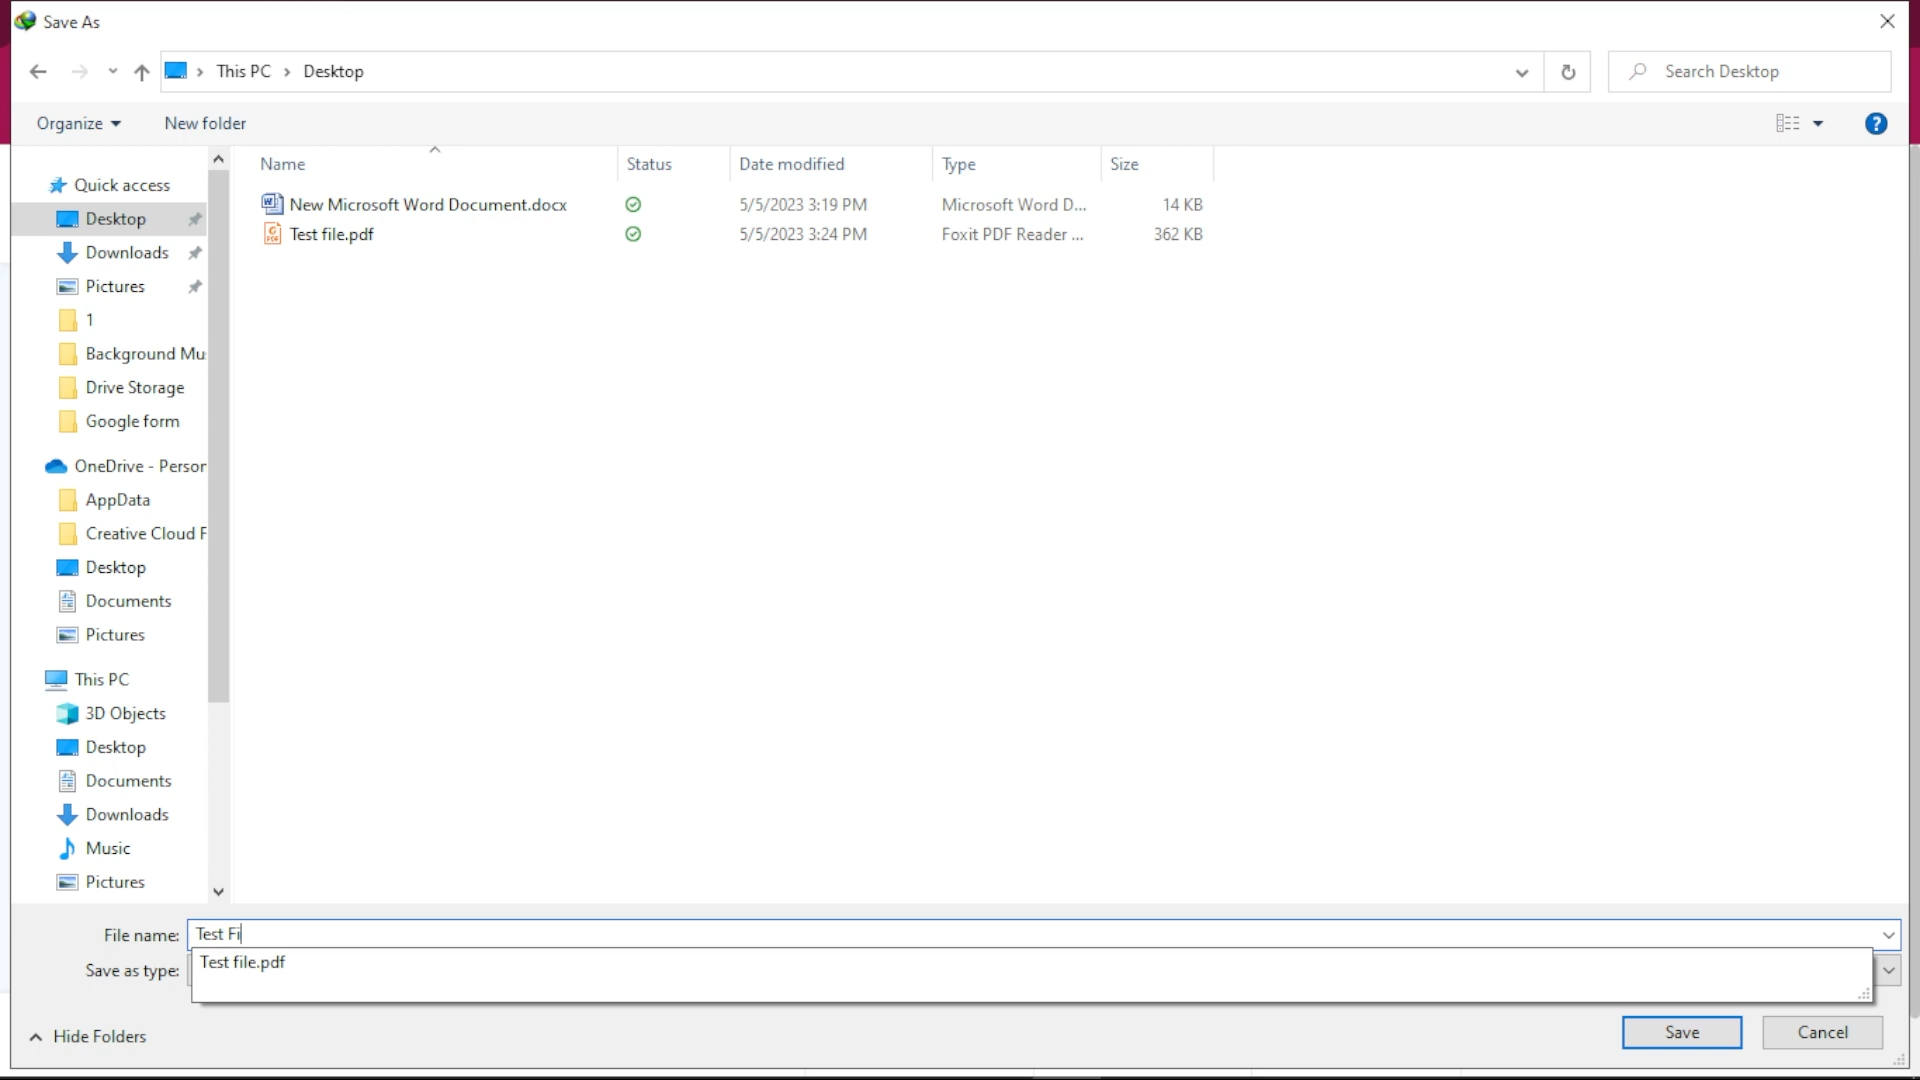 Save As
This PC
Desktop
Search Desktop
Organize
New folder
?
Name
Status
Date modified
Type
Size
New Microsoft Word Document.docx
5/5/2023 3:19 PM
Microsoft Word D...
14 KB
Test file.pdf
5/5/2023 3:24 PM
Foxit PDF Reader ...
362 KB
Quick access
Desktop
Downloads
Pictures
1
Background Mu
Drive Storage
Google form
OneDrive - Person
AppData
Creative Cloud F
Desktop
Documents
Pictures
This PC
3D Objects
Desktop
Documents
Downloads
Music
Pictures
File name:
Test Fi
Test file.pdf
Save as type:
Hide Folders
Save
Cancel